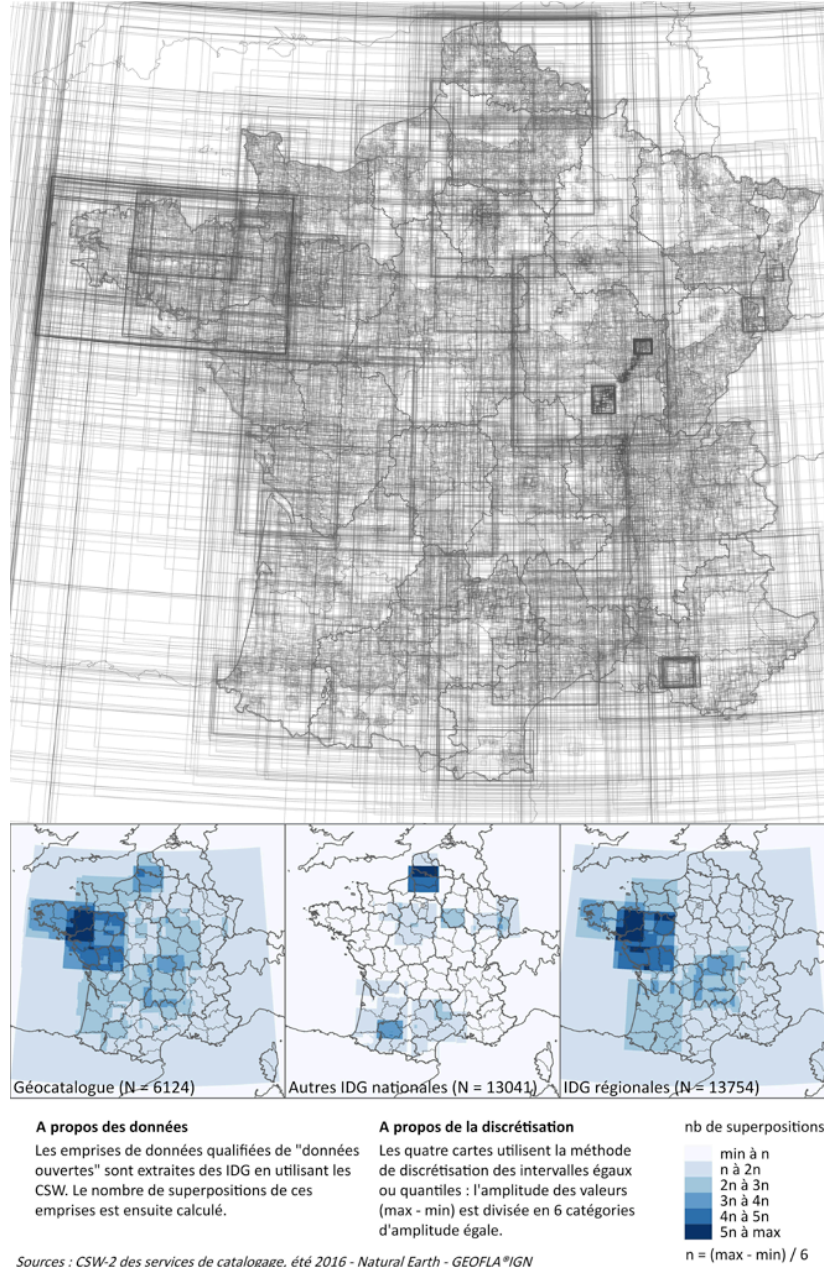 Géocatalogue (N = 6124)
Autres IDG nationales (N = 13041)
IDG régionales (N = 13754)
A propos des données
Les emprises de données qualifiées de "données
ouvertes" sont extraites des IDG en utilisant les
CSW. Le nombre de superpositions de ces
emprises est ensuite calculé.
A propos de la discrétisation
Les quatre cartes utilisent la méthode
de discrétisation des intervalles égaux
ou quantiles : l'amplitude des valeurs
(max - min) est divisée en 6 catégories
d'amplitude égale.
nb de superpositions
min à n
n à 2n
2n à 3n
3n à 4n
4n à 5n
5n à max
n = (max - min) / 6
Sources : CSW-2 des services de catalogage, été 2016 - Natural Earth - GEOFLA®IGN